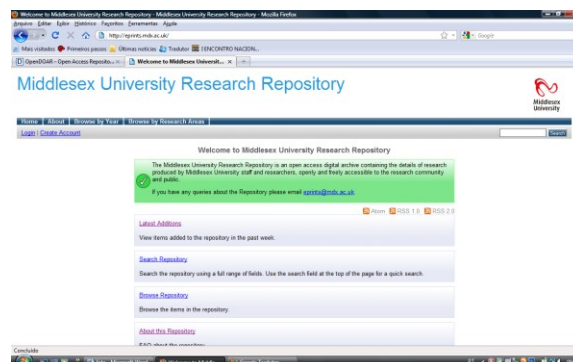 Welcome to Middlesex University Research Repository - Middlesex University Research Repository - Mozilla Firefox
Arquivo Editar Exibir Histórico Favoritos Ferramentas Ajuda
http://eprints.mdx.ac.uk/
Google
Mais visitados Primeiros passos Últimas notícias Tradutor I ENCONTRO NACION...
OpenDOAR - Open Access Reposito...
Welcome to Middlesex Universit...
Middlesex University Research Repository
Middlesex
University
Home About Browse by Year Browse by Research Areas
Login | Create Account
Search
Welcome to Middlesex University Research Repository
The Middlesex University Research Repository is an open access digital archive containing the details of research
produced by Middlesex University staff and researchers, openly and freely accessible to the research community
and public.
If you have any queries about the Repository please email eprints@mdx.ac.uk.
Atom RSS 1.0 RSS 2.0
Latest Additions
View items added to the repository in the past week.
Search Repository
Search the repository using a full range of fields. Use the search field at the top of the page for a quick search.
Browse Repository
Browse the items in the repository.
About this Repository
FAQ about the repository.
Concluído